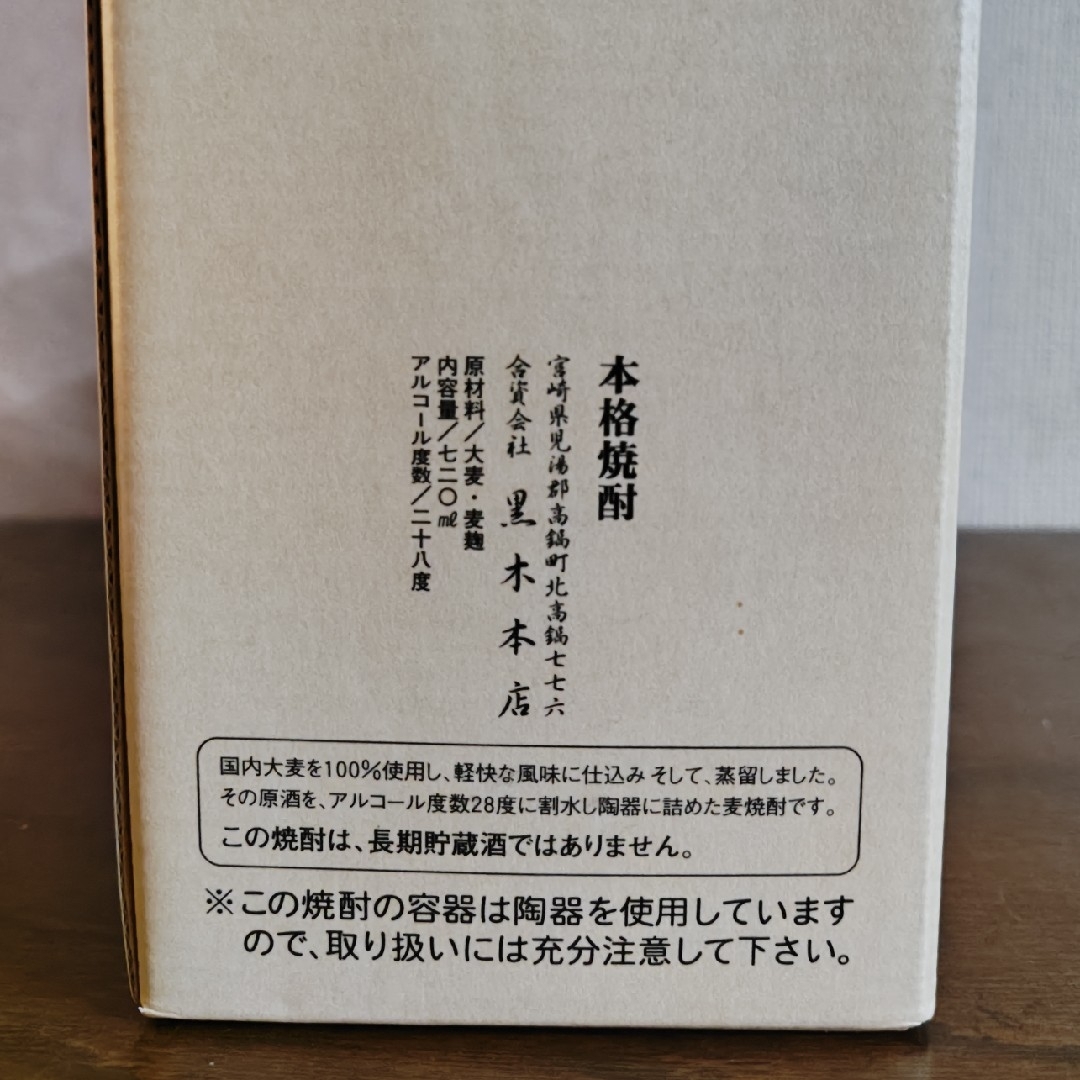 本格焼酎
宮崎県児湯郡高鍋町北高鍋七七六
合資会社 黒木本店
原材料／大麦・麦麹
内容量／七二〇㎖
アルコール度数／二十八度
国内大麦を100％使用し、軽快な風味に仕込みそして、蒸留しました。
その原酒を、アルコール度数28度に割水し陶器に詰めた麦焼酎です。
この焼酎は、長期貯蔵酒ではありません。
※この焼酎の容器は陶器を使用しています
ので、取り扱いには充分注意して下さい。